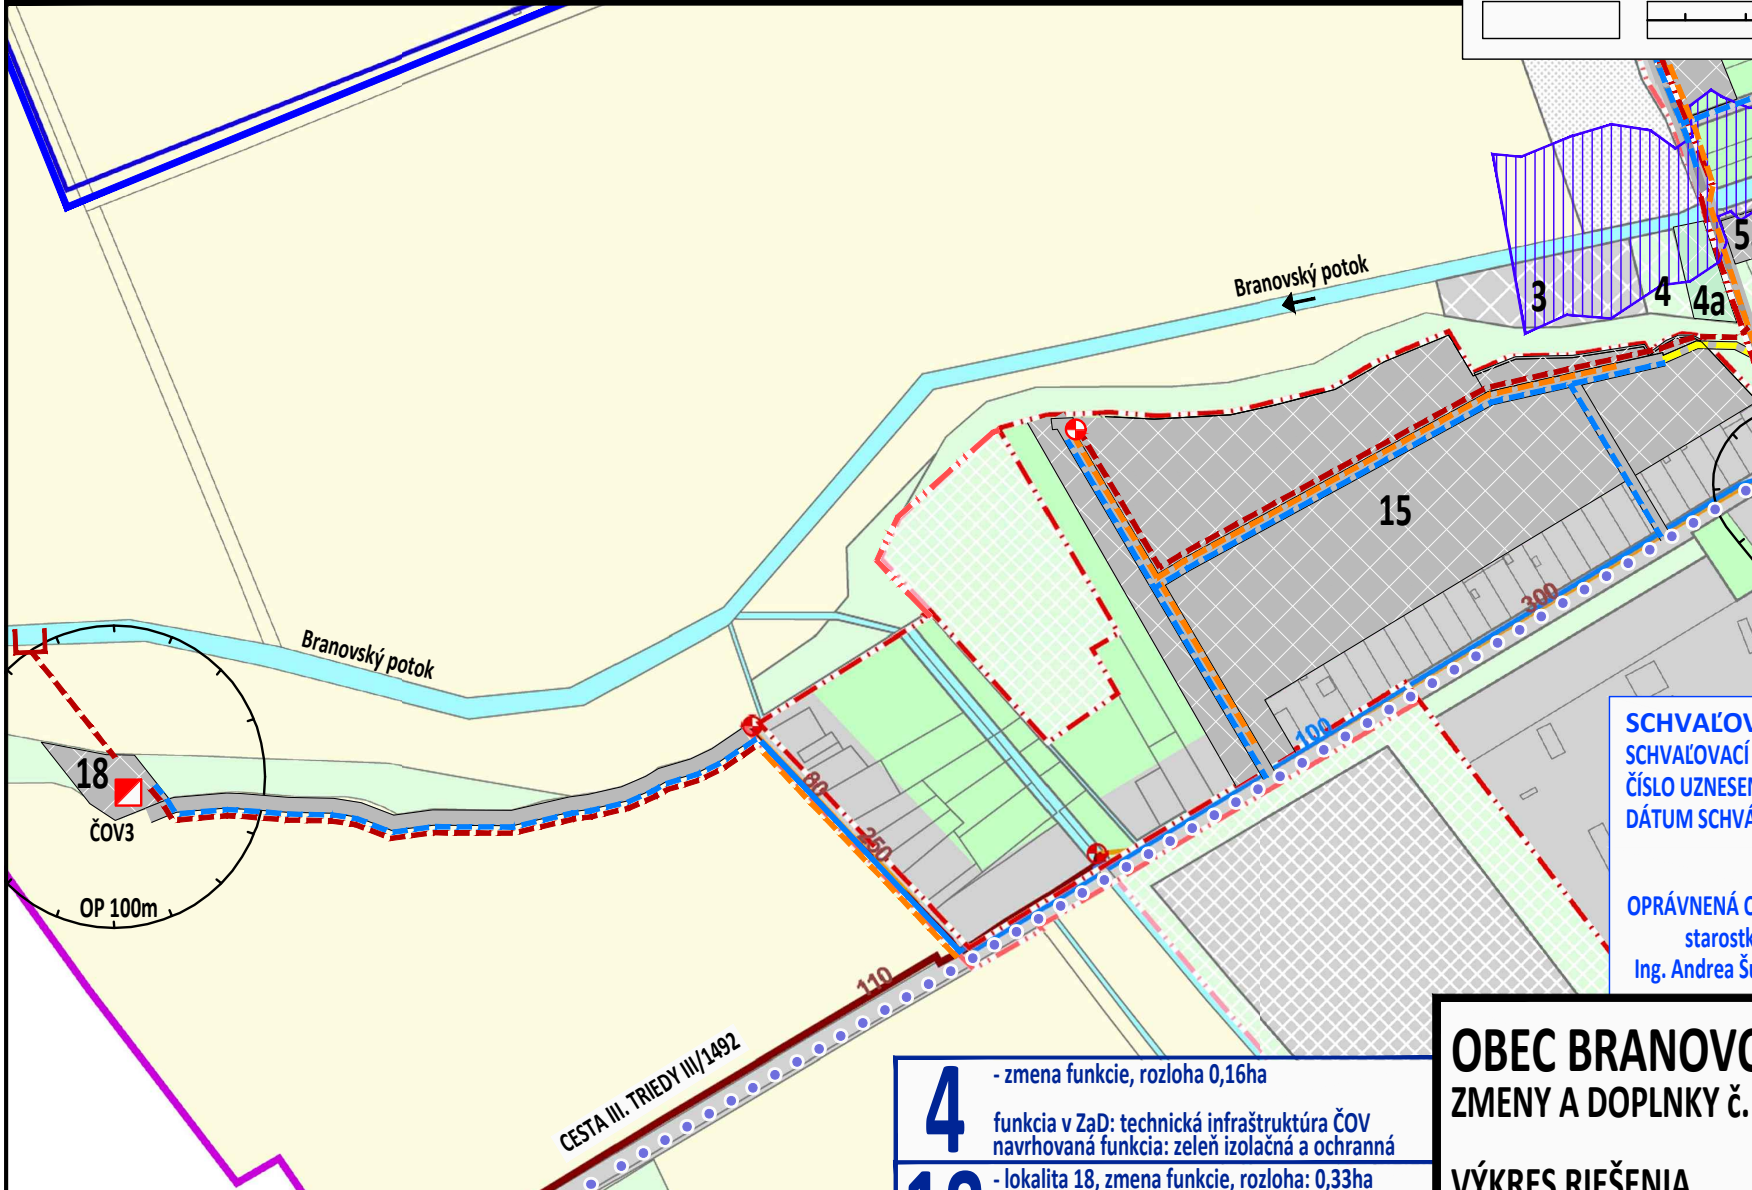 5
Branovský potok
3
4
4a
15
300
Branovský potok
18
ČOV3
OP 100m
80
250
100
110
CESTA III. TRIEDY III/1492
SCHVAĽOV
SCHVAĽOVACÍ
ČÍSLO UZNESEN
DÁTUM SCHVÁ
OPRÁVNENÁ O
starostk
Ing. Andrea Šu
4
- zmena funkcie, rozloha 0,16ha
funkcia v ZaD: technická infraštruktúra ČOV
navrhovaná funkcia: zeleň izolačná a ochranná
- lokalita 18, zmena funkcie, rozloha: 0,33ha
OBEC BRANOVO
ZMENY A DOPLNKY č.
VÝKRES RIEŠENIA